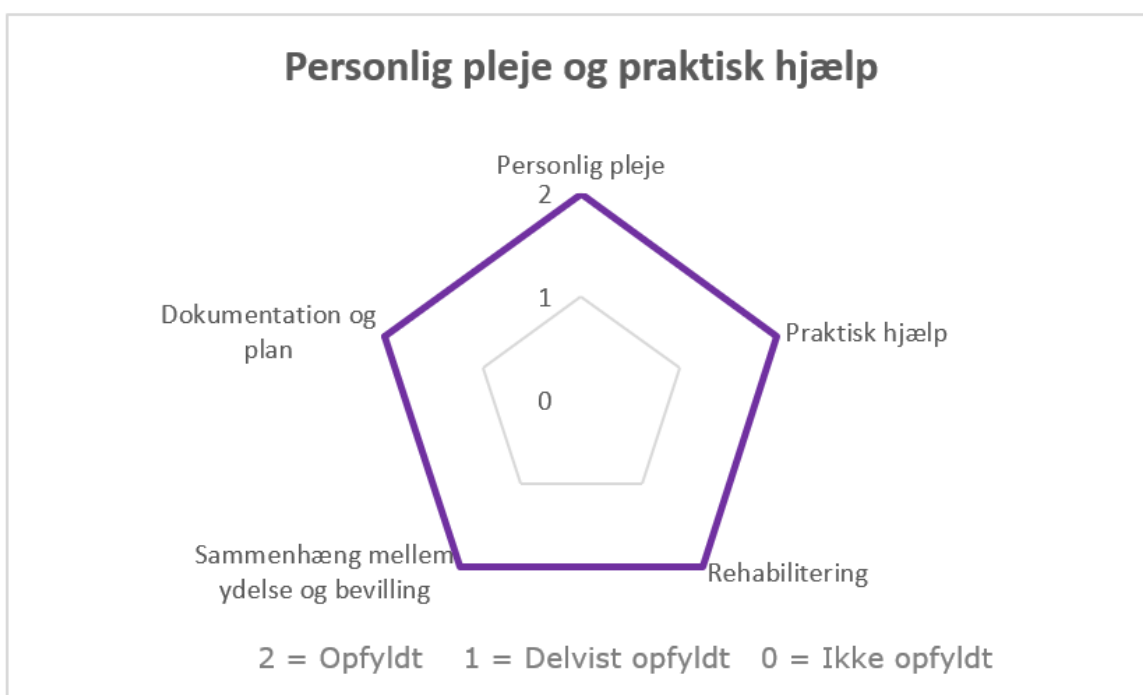 Personlig pleje og praktisk hjælp
Personlig pleje
2
1
0
Praktisk hjælp
Rehabilitering
Sammenhæng mellem
ydelse og bevilling
Dokumentation og
plan
2 = Opfyldt 1 = Delvist opfyldt 0 = Ikke opfyldt